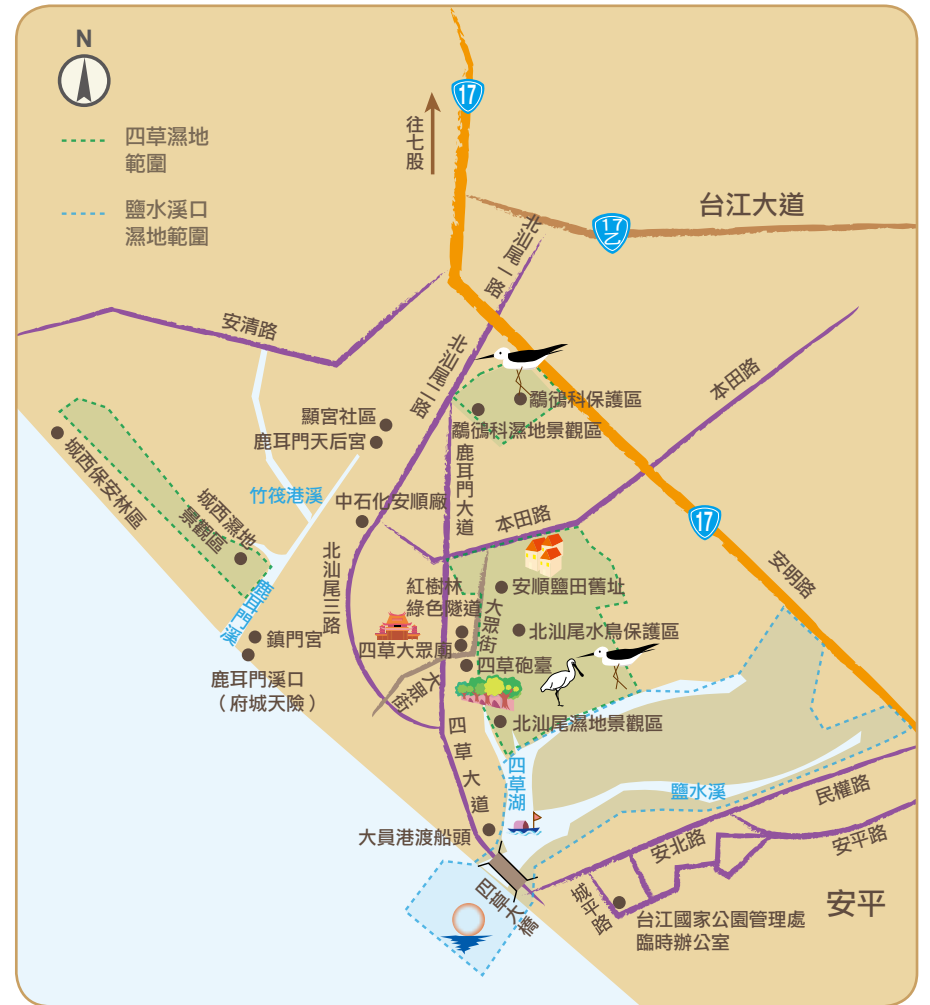 N
四草濕地
範圍
鹽水溪口
濕地範圍
17
往七股
台江大道
17
乙
北汕尾一路
安清路
北汕尾二路
本田路
鷸鴴科保護區
鷸鴴科濕地景觀區
顯宮社區
鹿耳門天后宮
鹿耳門大道
城西保安林區
竹筏港溪
中石化安順廠
城西濕地
景觀區
本田路
17
安明路
北汕尾三路
紅樹林
綠色隧道
大眾街
安順鹽田舊址
鹿耳門溪
北汕尾水鳥保護區
鎮門宮
四草大眾廟
四草砲臺
鹿耳門溪口
（府城天險）
大眾街
北汕尾濕地景觀區
四草大道
四草湖
鹽水溪
民權路
大員港渡船頭
安北路
安平路
四草大橋
城平路
安平
台江國家公園管理處
臨時辦公室